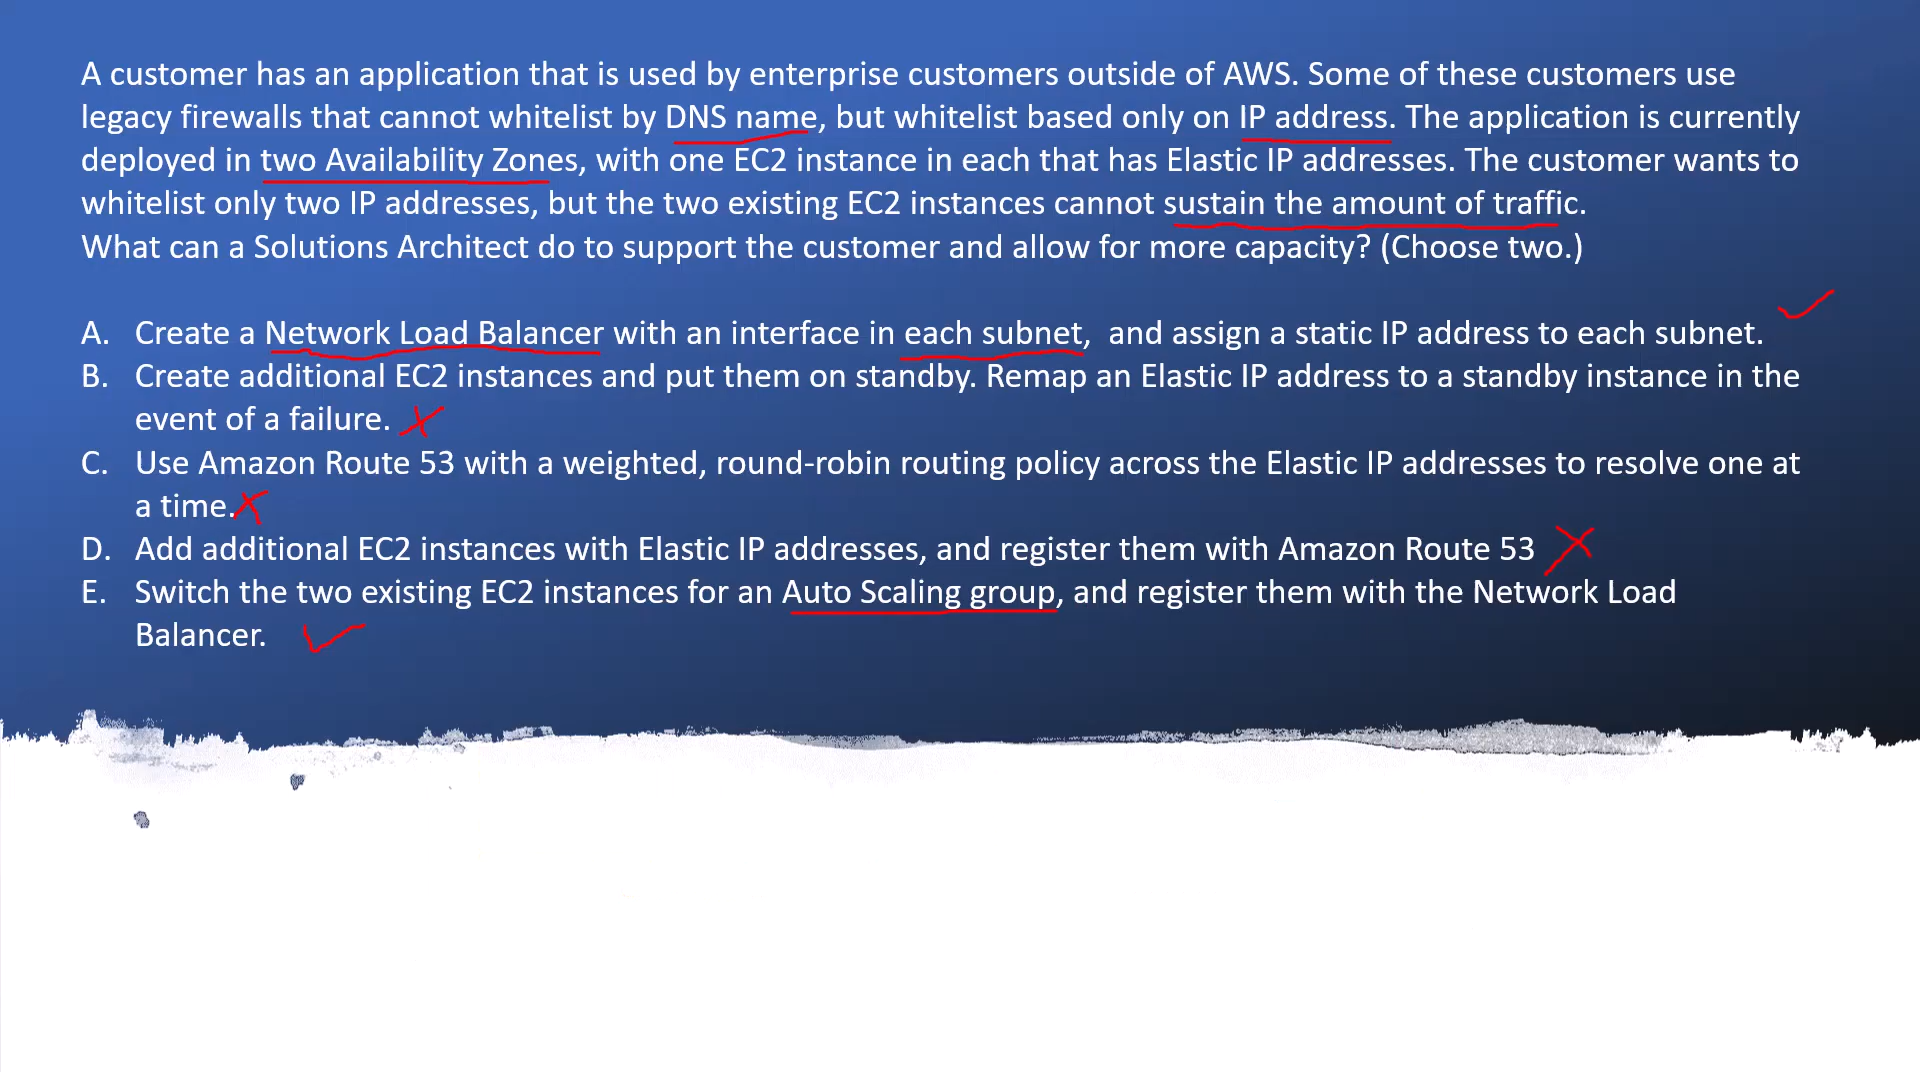 A customer has an application that is used by enterprise customers outside of AWS. Some of these customers use
legacy firewalls that cannot whitelist by DNS name, but whitelist based only on IP address. The application is currently
deployed in two Availability Zones, with one EC2 instance in each that has Elastic IP addresses. The customer wants to
whitelist only two IP addresses, but the two existing EC2 instances cannot sustain the amount of traffic.
What can a Solutions Architect do to support the customer and allow for more capacity? (Choose two.)
A. Create a Network Load Balancer with an interface in each subnet, and assign a static IP address to each subnet.
B. Create additional EC2 instances and put them on standby. Remap an Elastic IP address to a standby instance in the
event of a failure.
C. Use Amazon Route 53 with a weighted, round-robin routing policy across the Elastic IP addresses to resolve one at
a time.
D. Add additional EC2 instances with Elastic IP addresses, and register them with Amazon Route 53
E. Switch the two existing EC2 instances for an Auto Scaling group, and register them with the Network Load
Balancer.